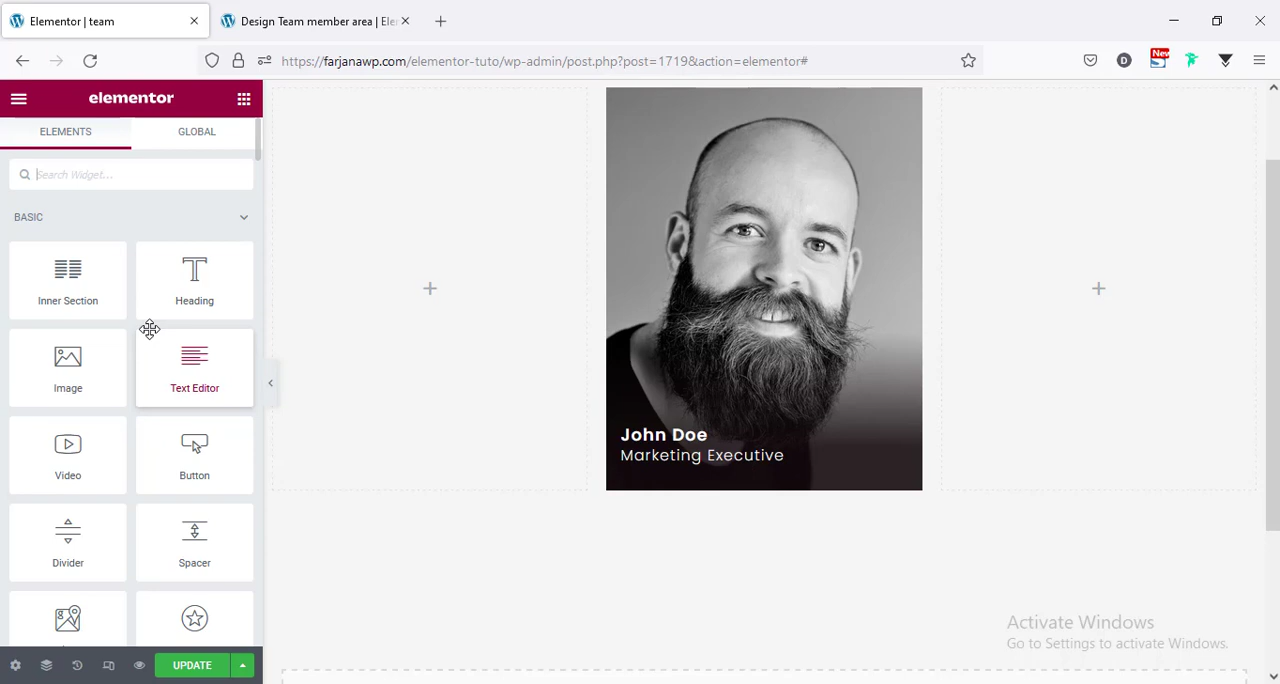 Elementor | team
Design Team member area | Ele
https://farjanawp.com/elementor-tuto/wp-admin/post.php?post=1719&action=elementor#
D
New
elementor
ELEMENTS
GLOBAL
Search Widget...
BASIC
Inner Section
Heading
Image
Text Editor
Video
Button
Divider
Spacer
John Doe
Marketing Executive
Activate Windows
Go to Settings to activate Windows.
UPDATE